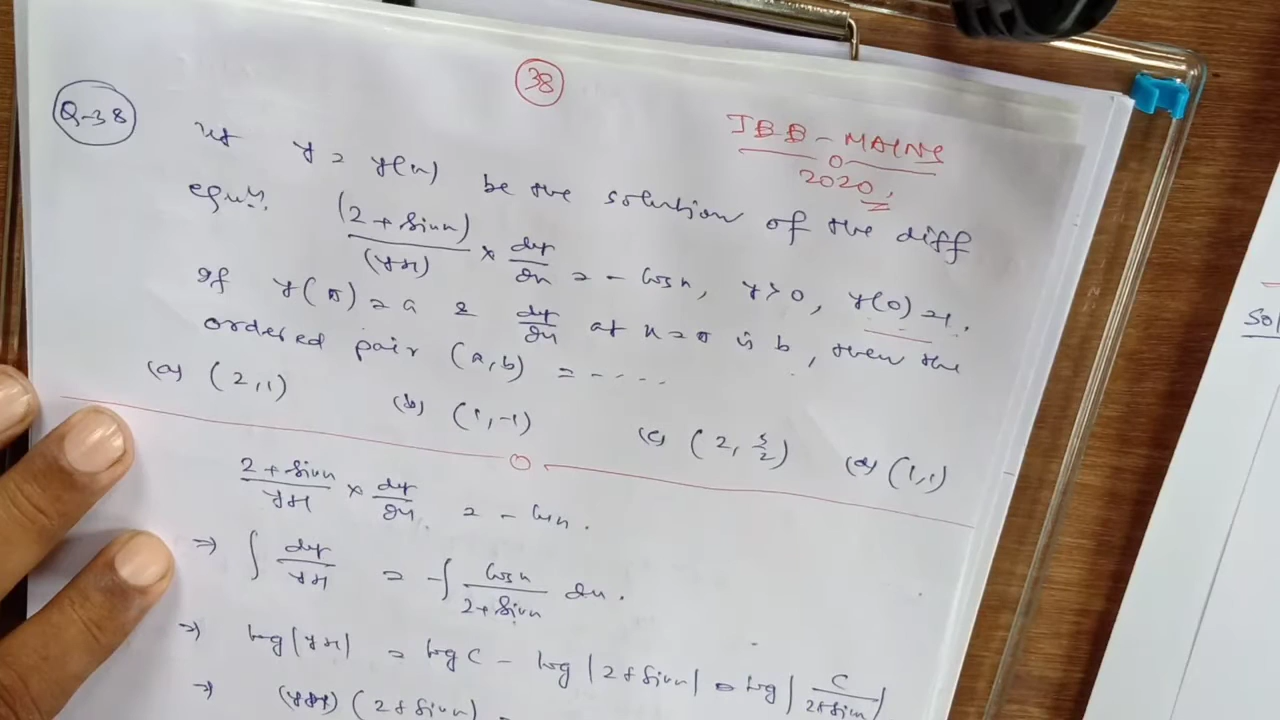 38
Q-38
JEE-MAINS
2020,
If y = y(x) be the solution of the diff
equn. (2+sinx)/(y+1) × dy/dx = - cosx, y>0, y(0)=1.
If y(π)=a & dy/dx at x=π is b, then the
ordered pair (a,b) = - - - - .
(a) (2,1) (b) (1,-1) (c) (2, 3/2) (d) (1,1)
(2+sinx)/(y+1) × dy/dx = - cosx.
⇒ ∫ dy/(y+1) = -∫ cosx/(2+sinx) dx.
⇒ log|y+1| = log c - log|2+sinx| = log|c/(2+sinx)|
⇒ (y+1)(2+sinx) =
Sol